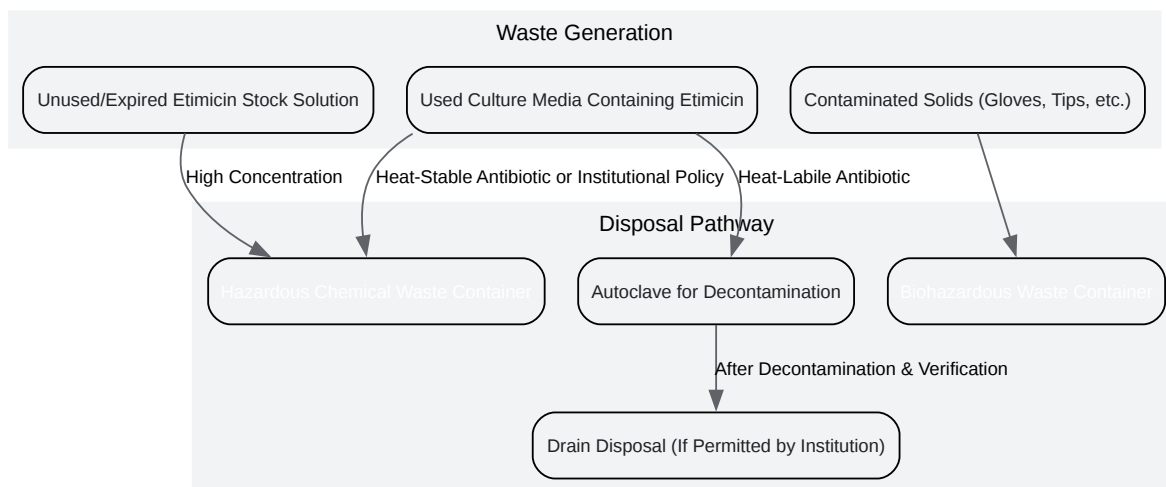 Waste Generation
Unused/Expired Etimicin Stock Solution
Used Culture Media Containing Etimicin
Contaminated Solids (Gloves, Tips, etc.)
High Concentration
Heat-Stable Antibiotic or Institutional Policy
Heat-Labile Antibiotic
Disposal Pathway
Hazardous Chemical Waste Container
Autoclave for Decontamination
Biohazardous Waste Container
After Decontamination & Verification
Drain Disposal (If Permitted by Institution)